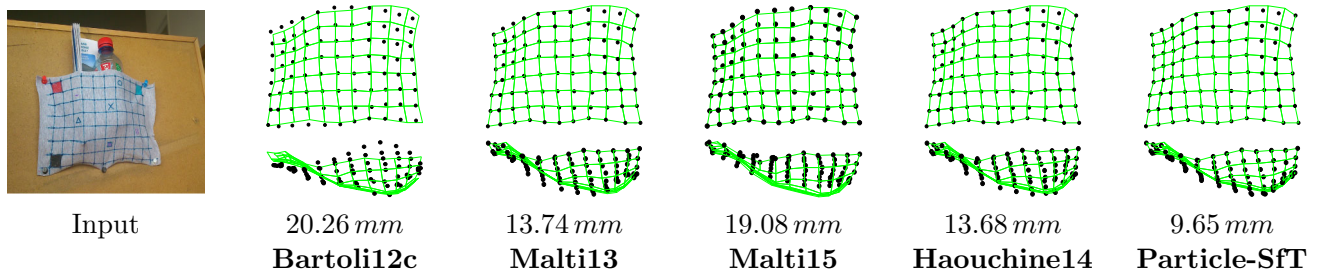 Input
20.26 mm
13.74 mm
19.08 mm
13.68 mm
9.65 mm
Bartoli12c
Malti13
Malti15
Haouchine14
Particle-SfT